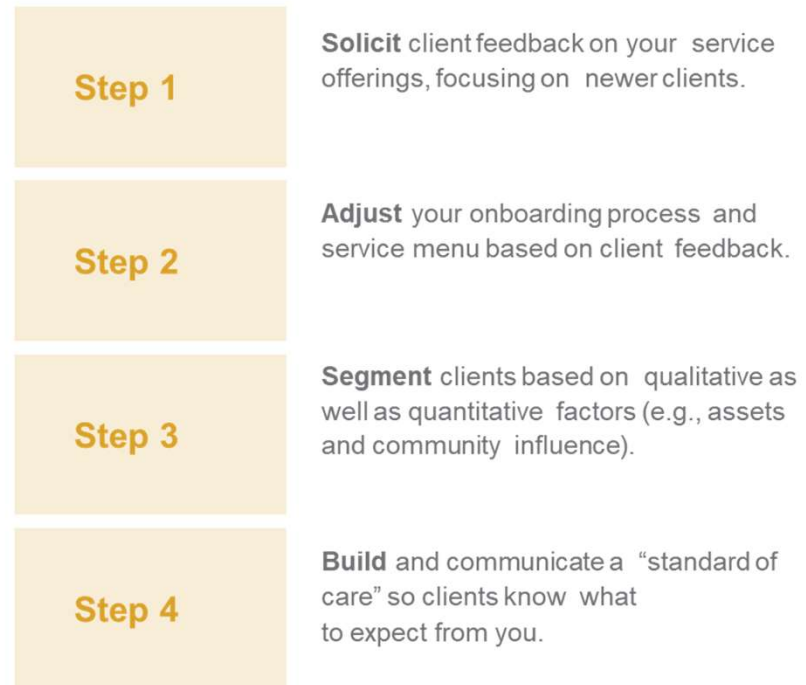 Step 1
Solicit client feedback on your service
offerings, focusing on newer clients.
Step 2
Adjust your onboarding process and
service menu based on client feedback.
Step 3
Segment clients based on qualitative as
well as quantitative factors (e.g., assets
and community influence).
Step 4
Build and communicate a “standard of
care” so clients know what
to expect from you.